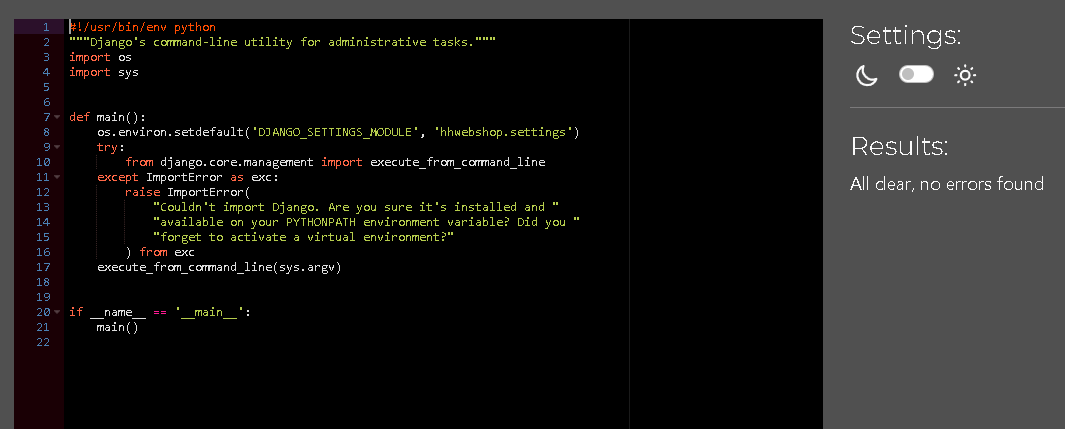 1 #!/usr/bin/env python
2 """Django's command-line utility for administrative tasks."""
3 import os
4 import sys
5
6
7 def main():
8     os.environ.setdefault('DJANGO_SETTINGS_MODULE', 'hhwebshop.settings')
9     try:
10         from django.core.management import execute_from_command_line
11     except ImportError as exc:
12         raise ImportError(
13             "Couldn't import Django. Are you sure it's installed and "
14             "available on your PYTHONPATH environment variable? Did you "
15             "forget to activate a virtual environment?"
16         ) from exc
17     execute_from_command_line(sys.argv)
18
19
20 if __name__ == '__main__':
21     main()
22
Settings:
Results:
All clear, no errors found